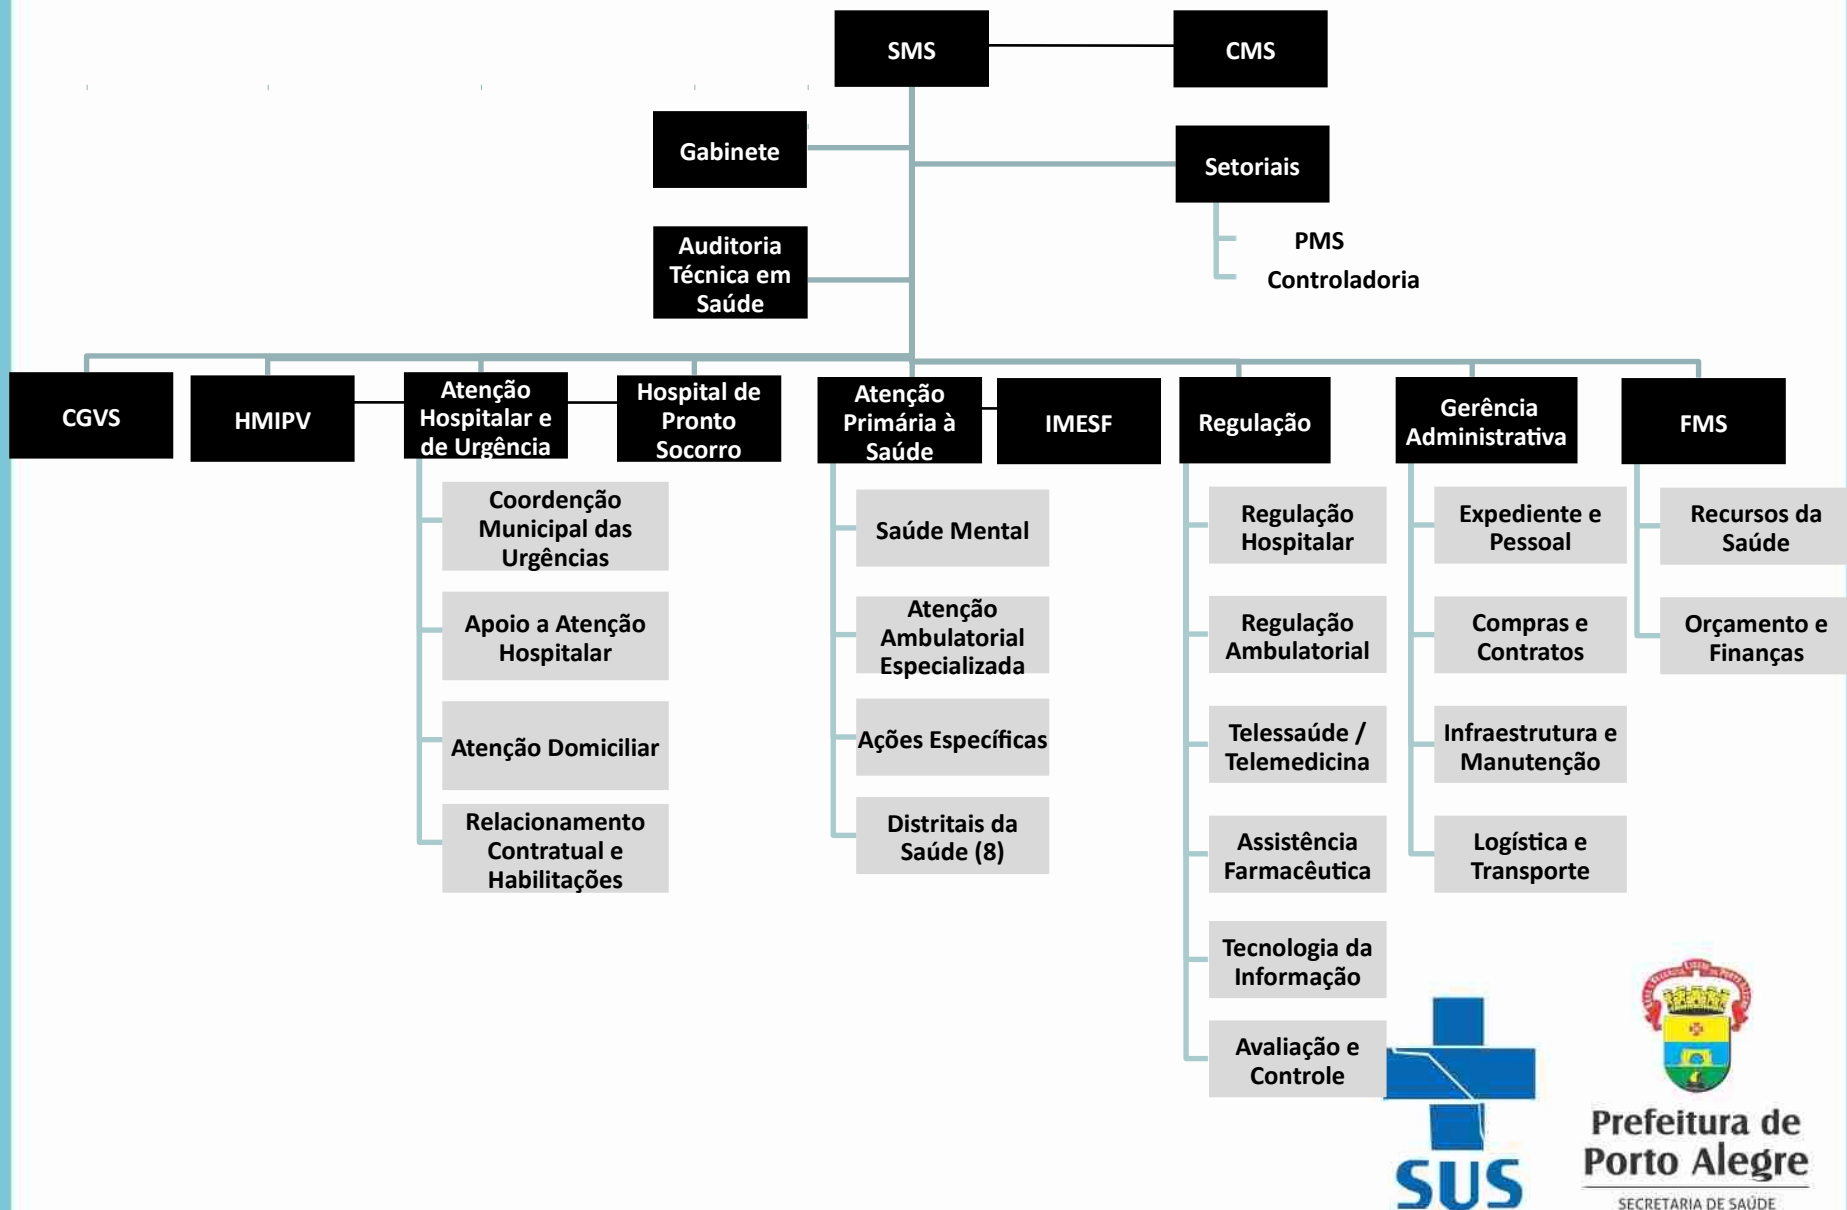 SMS
CMS
Gabinete
Setoriais
Auditoria
Técnica em
Saúde
PMS
Controladoria
CGVS
HMIPV
Atenção
Hospitalar e
de Urgência
Hospital de
Pronto
Socorro
Atenção
Primária à
Saúde
IMESF
Regulação
Gerência
Administrativa
FMS
Coordenção
Municipal das
Urgências
Apoio a Atenção
Hospitalar
Atenção Domiciliar
Relacionamento
Contratual e
Habilitações
Saúde Mental
Atenção
Ambulatorial
Especializada
Ações Específicas
Distritais da
Saúde (8)
Regulação
Hospitalar
Regulação
Ambulatorial
Telessaúde /
Telemedicina
Assistência
Farmacêutica
Tecnologia da
Informação
Avaliação e
Controle
Expediente e
Pessoal
Compras e
Contratos
Infraestrutura e
Manutenção
Logística e
Transporte
Recursos da
Saúde
Orçamento e
Finanças
SUS
Prefeitura de
Porto Alegre
SECRETARIA DE SAÚDE